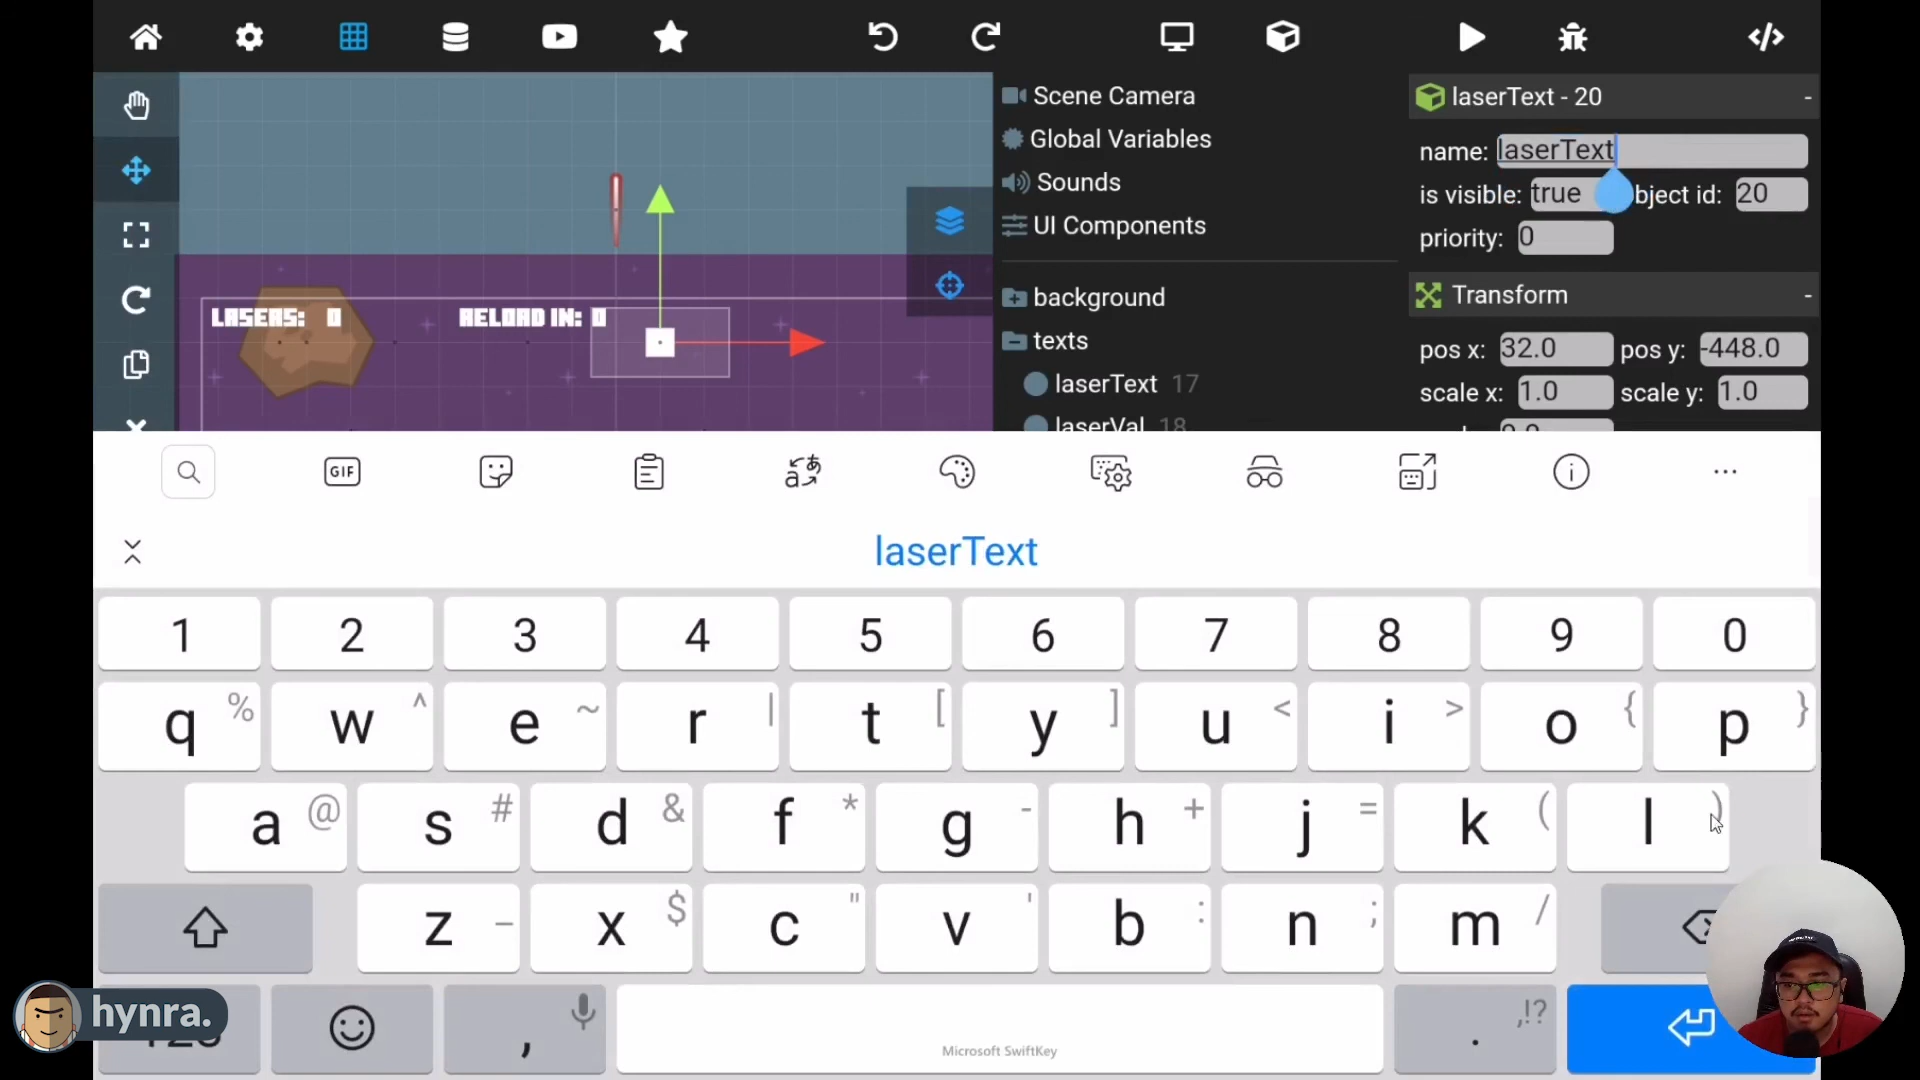 Scene Camera
Global Variables
Sounds
UI Components
background
texts
laserText 17
laserVal 18
laserText - 20 -
name: laserText
is visible: true bject id: 20
priority: 0
Transform -
pos x: 32.0 pos y: -448.0
scale x: 1.0 scale y: 1.0
LASERS: 0 RELOAD IN: 0
GIF
laserText
1 2 3 4 5 6 7 8 9 0
q % w ^ e ~ r | t [ y ] u < i > o { p }
a @ s # d & f * g - h + j = k ( l )
z _ x $ c " v ' b : n ; m /
123 , Microsoft SwiftKey . ,!?
hynra.